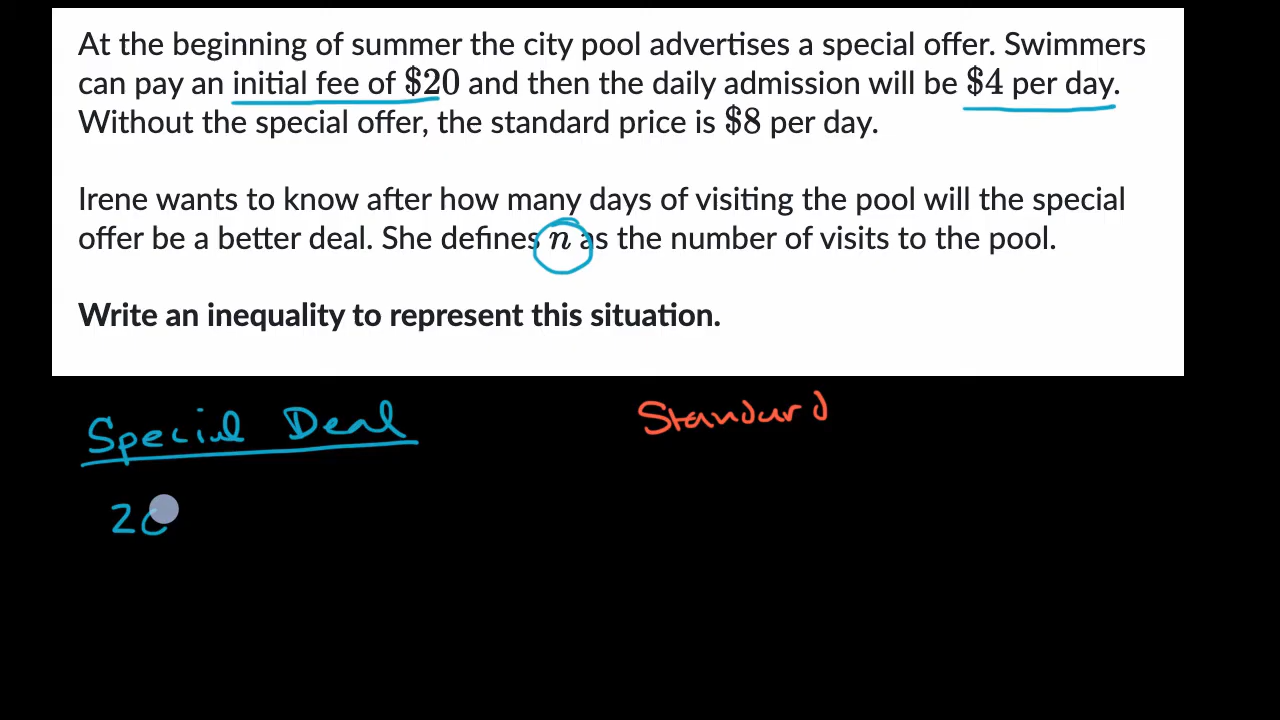 At the beginning of summer the city pool advertises a special offer. Swimmers
can pay an initial fee of $20 and then the daily admission will be $4 per day.
Without the special offer, the standard price is $8 per day.
Irene wants to know after how many days of visiting the pool will the special
offer be a better deal. She defines n as the number of visits to the pool.
Write an inequality to represent this situation.
Special Deal
Standard
20